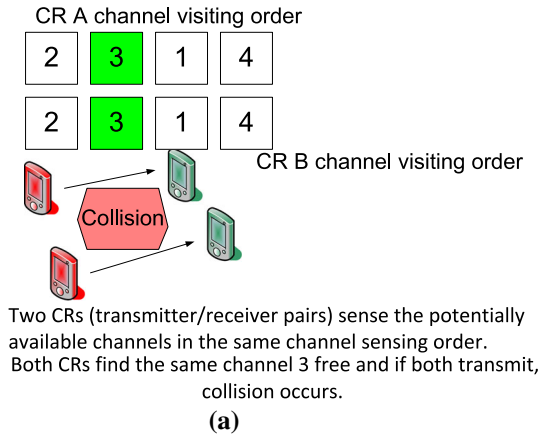 CR A channel visiting order
2 3 1 4
2 3 1 4
CR B channel visiting order
Collision
Two CRs (transmitter/receiver pairs) sense the potentially
available channels in the same channel sensing order.
Both CRs find the same channel 3 free and if both transmit,
collision occurs.
(a)